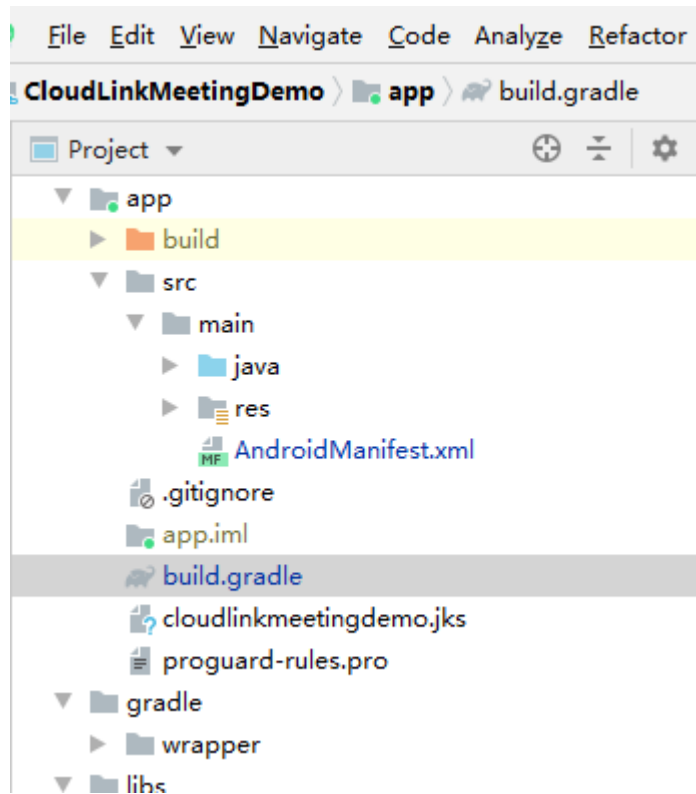 File Edit View Navigate Code Analyze Refactor
CloudLinkMeetingDemo app build.gradle
Project
app
build
src
main
java
res
MF AndroidManifest.xml
.gitignore
app.iml
build.gradle
cloudlinkmeetingdemo.jks
proguard-rules.pro
gradle
wrapper
libs